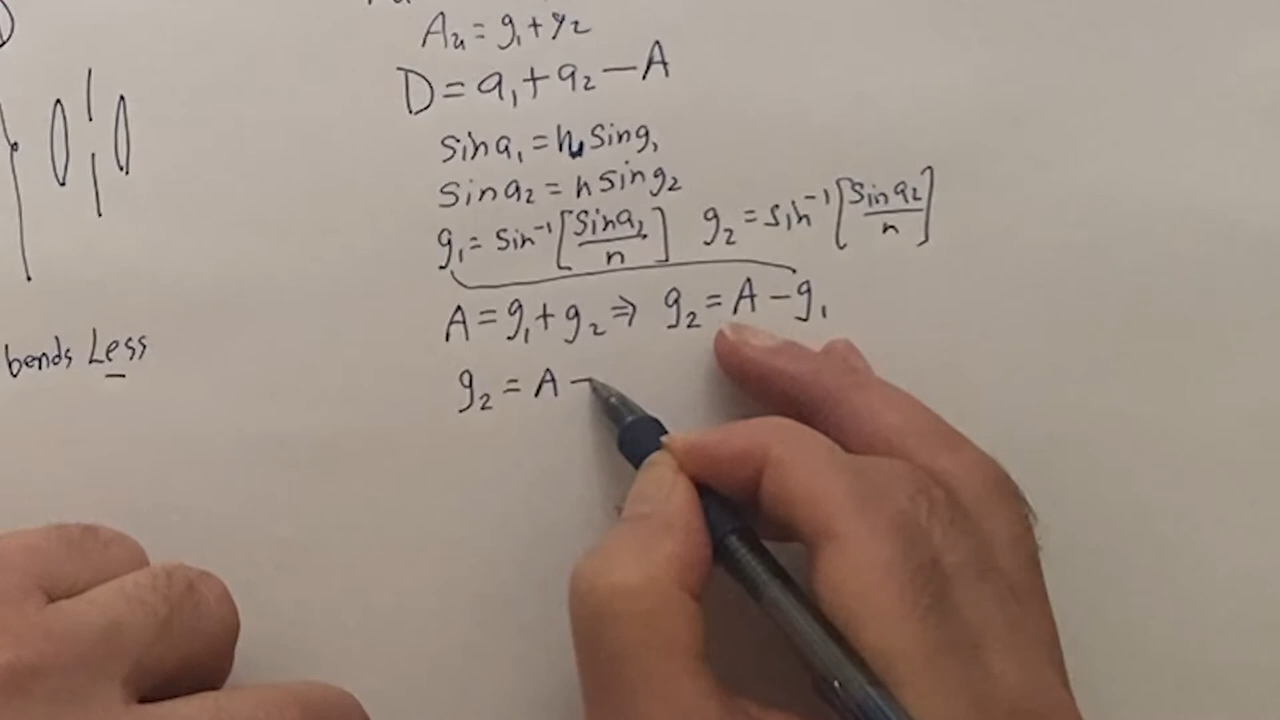 A₂ = g₁ + g₂
D = a₁ + a₂ − A
sin a₁ = n sin g₁
sin a₂ = n sin g₂
g₁ = sin⁻¹[sin a₁/n] g₂ = sin⁻¹[sin a₂/n]
A = g₁ + g₂ ⇒ g₂ = A − g₁
bends Less
g₂ = A −